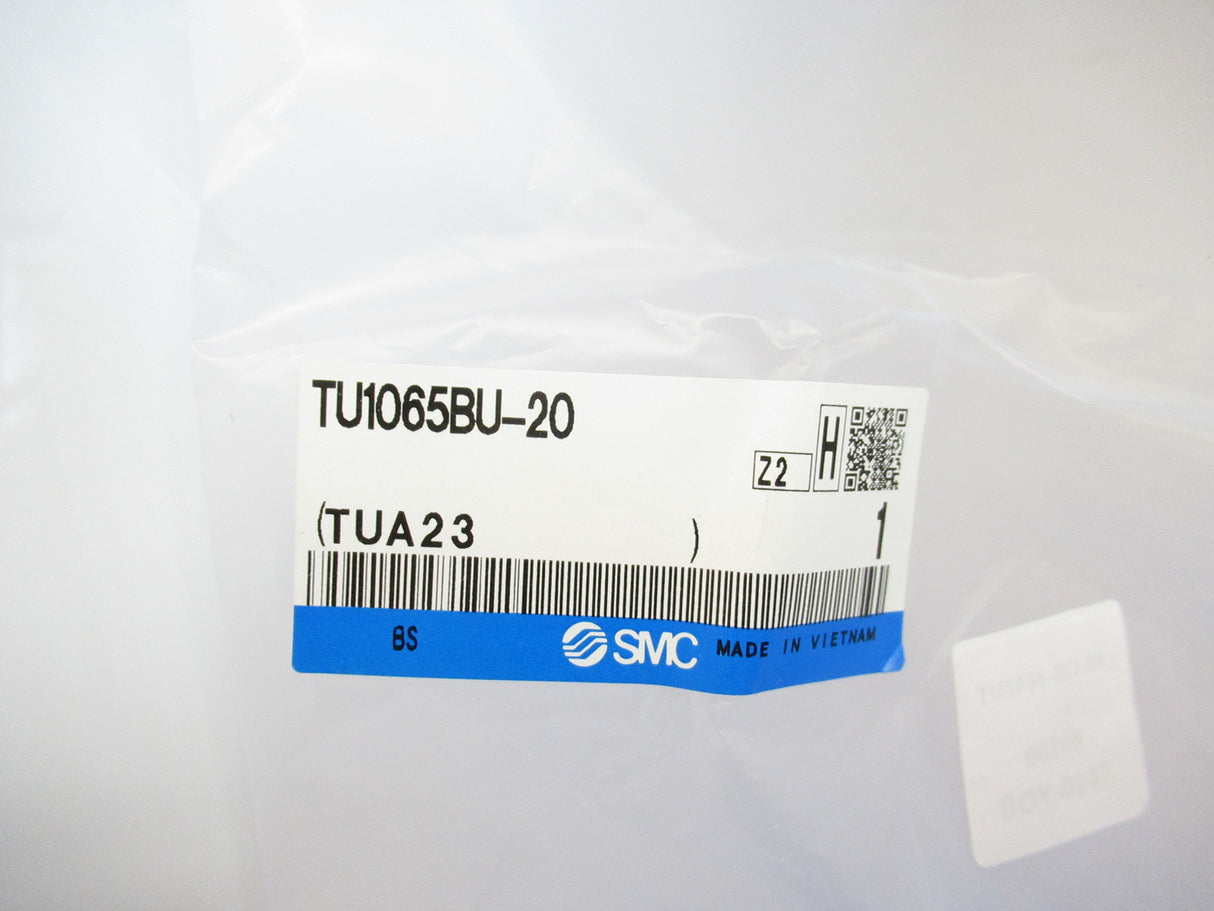 TU1065BU-20
Z2
H
(TUA23 )
1
BS
SMC
MADE IN VIETNAM